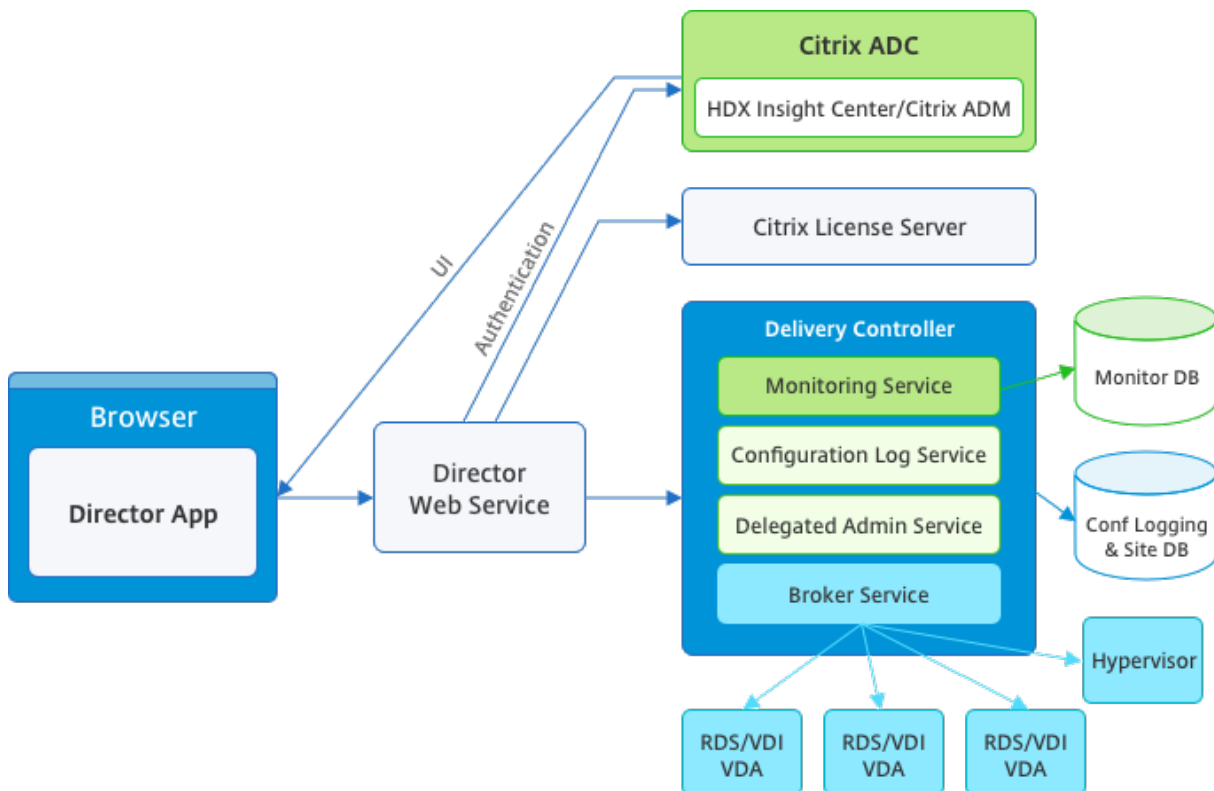 Citrix ADC
HDX Insight Center/Citrix ADM
UI
Authentication
Citrix License Server
Delivery Controller
Monitoring Service
Configuration Log Service
Delegated Admin Service
Broker Service
Monitor DB
Conf Logging
& Site DB
Browser
Director App
Director
Web Service
Hypervisor
RDS/VDI
VDA
RDS/VDI
VDA
RDS/VDI
VDA